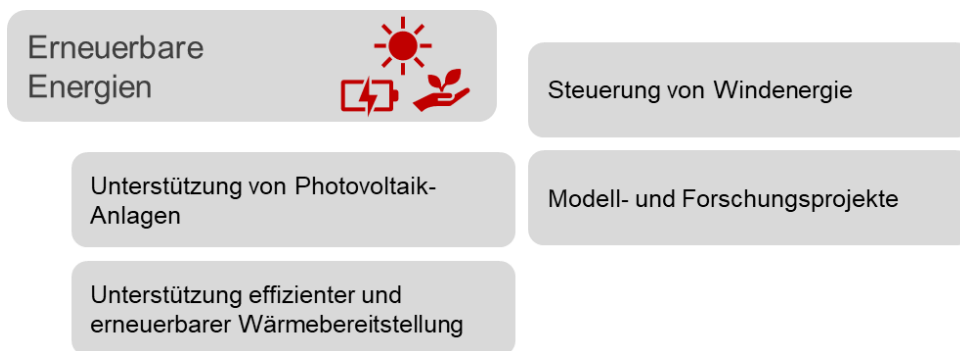 Erneuerbare
Energien
Unterstützung von Photovoltaik-
Anlagen
Unterstützung effizienter und
erneuerbarer Wärmebereitstellung
Steuerung von Windenergie
Modell- und Forschungsprojekte